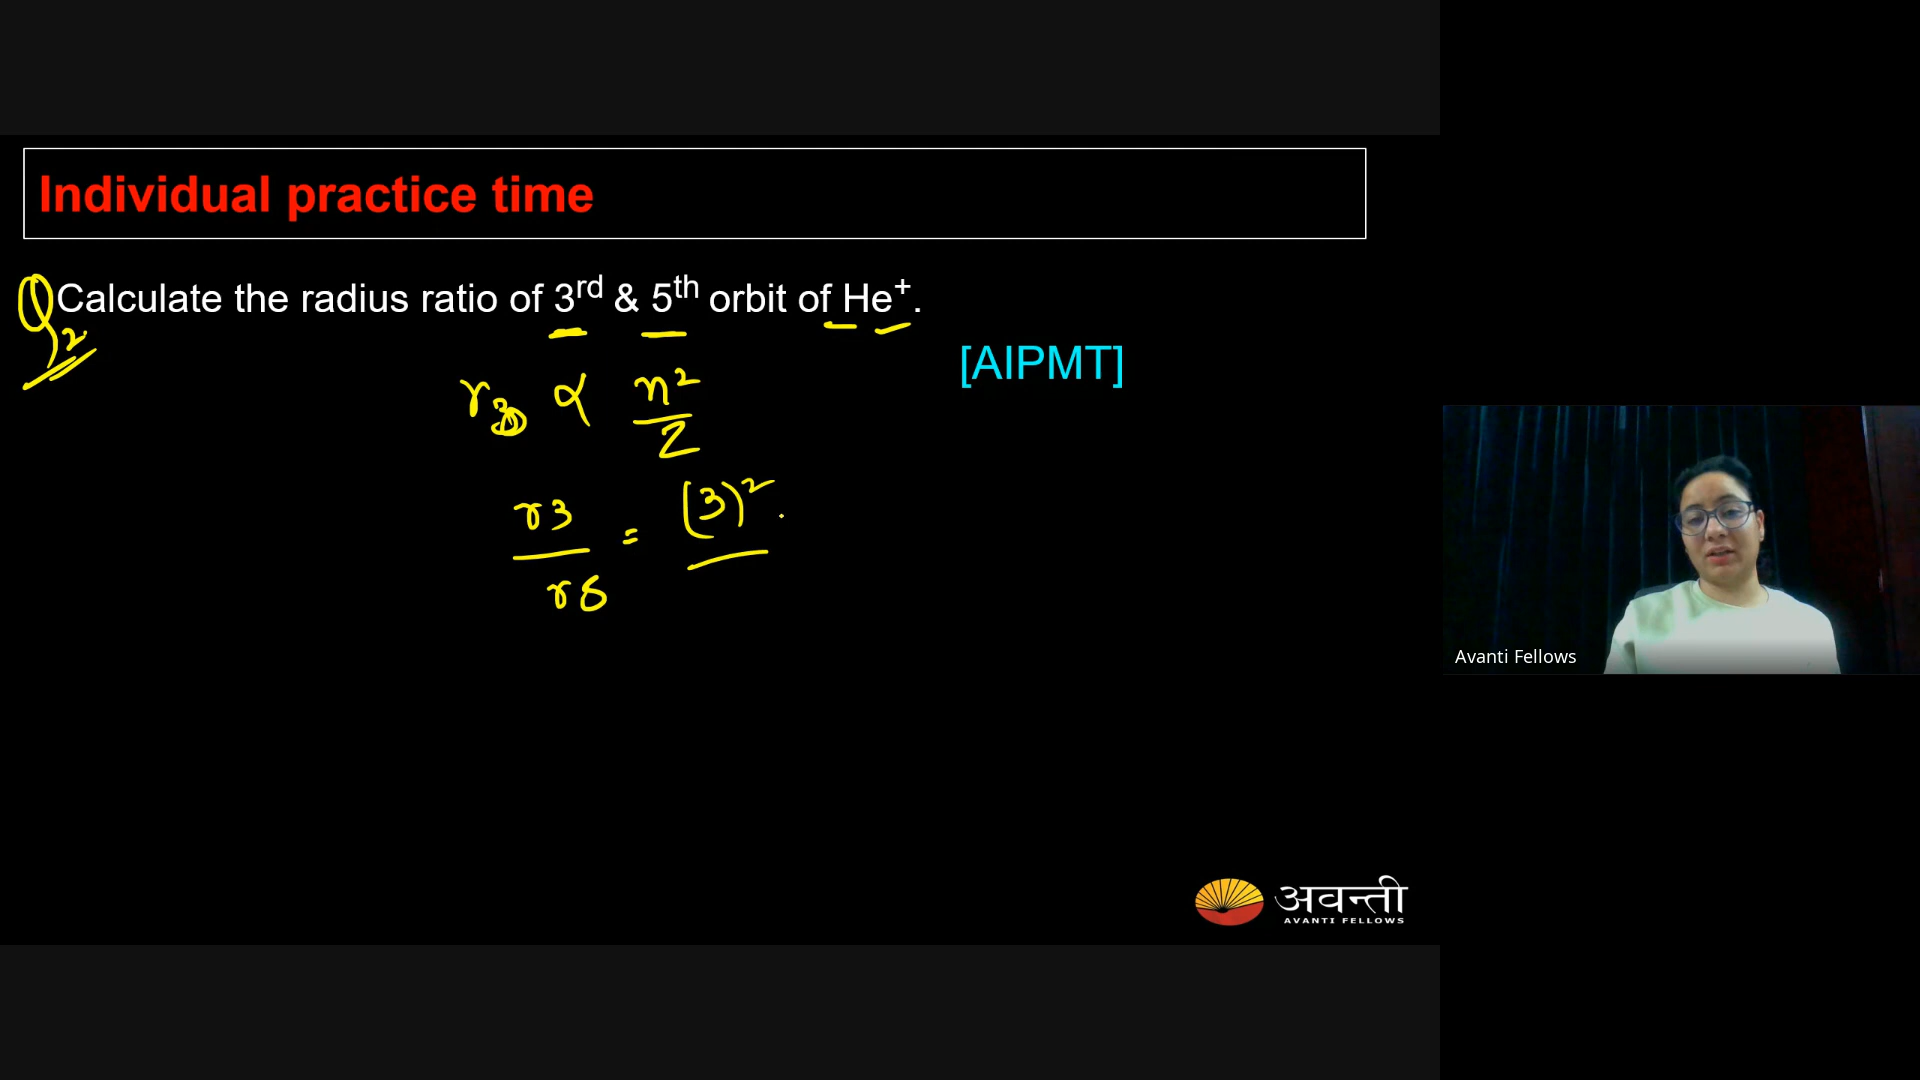 Individual practice time
Q2 Calculate the radius ratio of 3rd & 5th orbit of He+.
[AIPMT]
r3 ∝ n²/Z
r3/r5 = (3)²
Avanti Fellows
अवन्ती
AVANTI FELLOWS